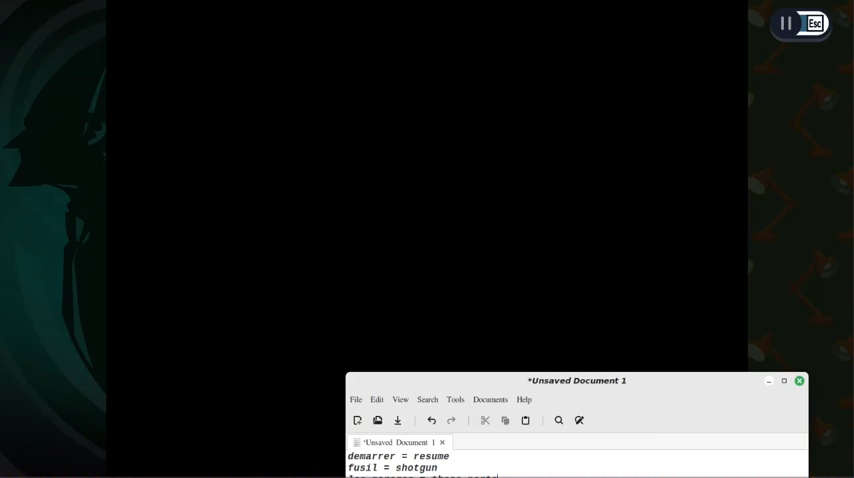 Esc
*Unsaved Document 1
File Edit View Search Tools Documents Help
*Unsaved Document 1
demarrer = resume
fusil = shotgun